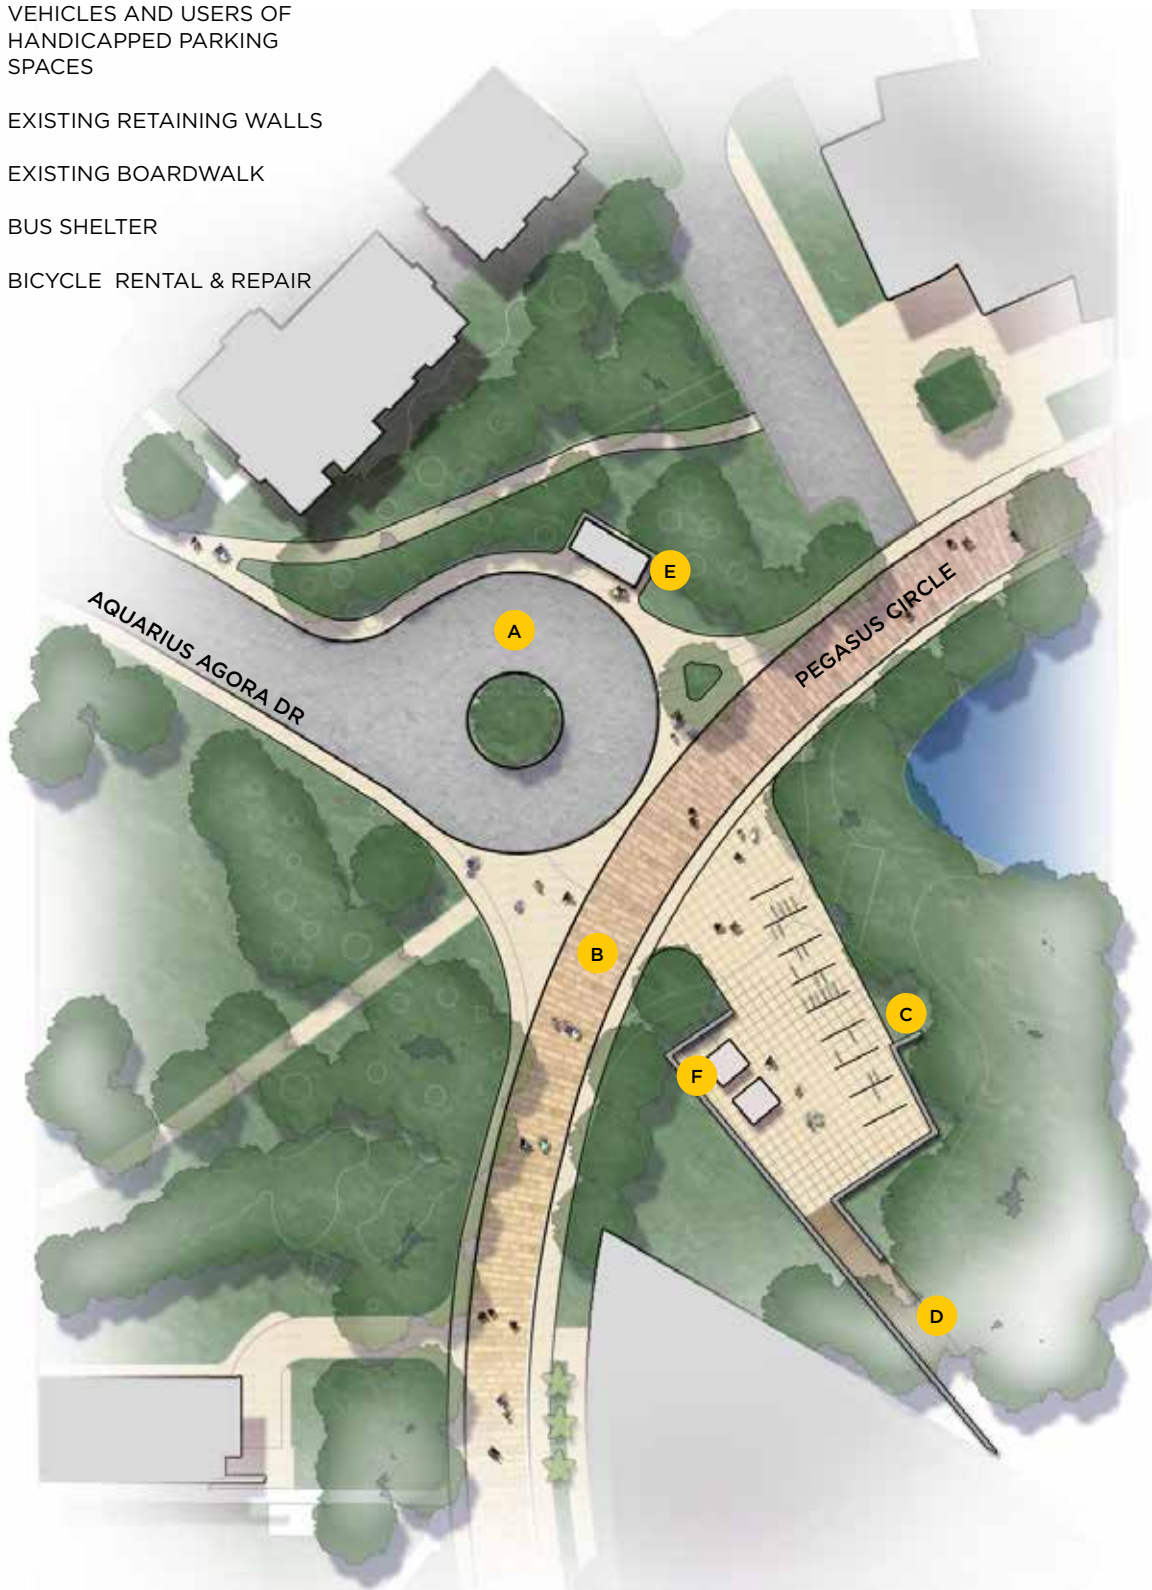 VEHICLES AND USERS OF
HANDICAPPED PARKING
SPACES
EXISTING RETAINING WALLS
EXISTING BOARDWALK
BUS SHELTER
BICYCLE  RENTAL & REPAIR
E
PEGASUS CIRCLE
A
AQUARIUS AGORA DR
B
C
F
D